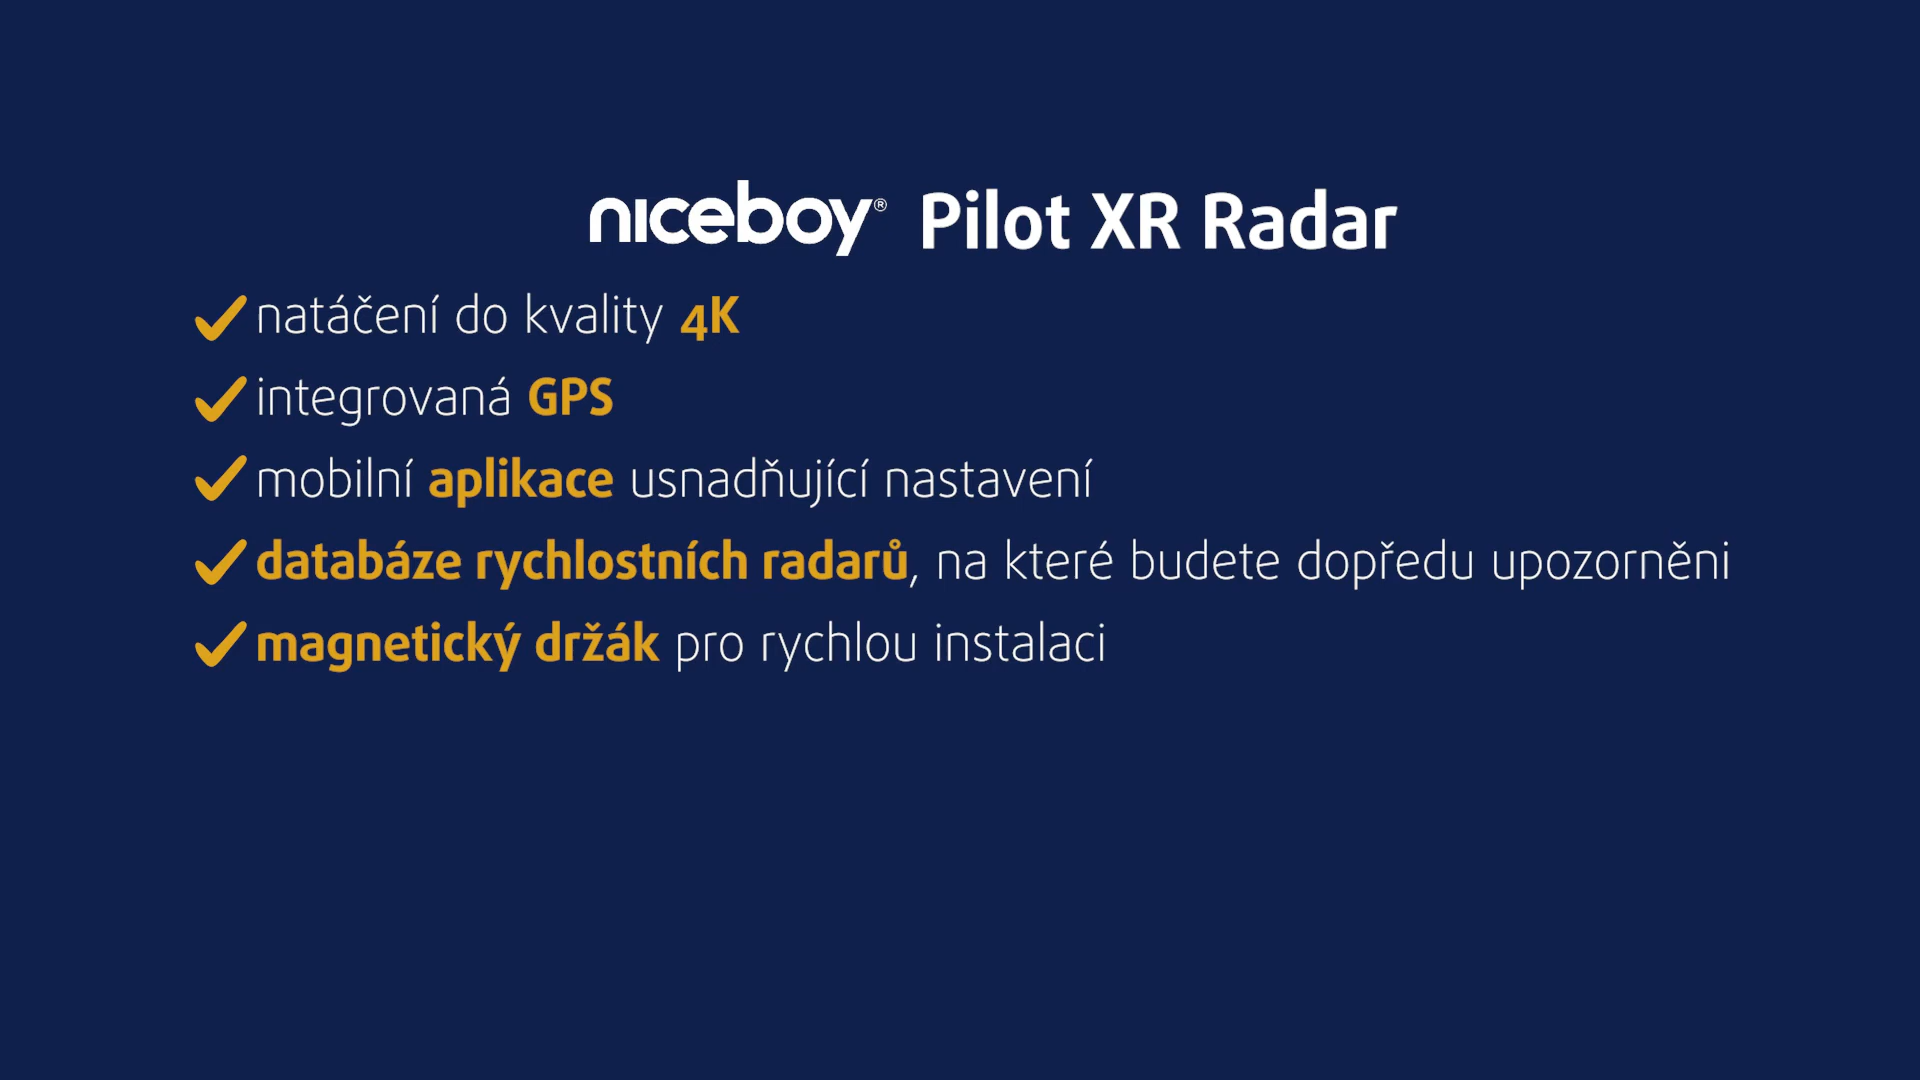 niceboy® Pilot XR Radar
natáčení do kvality 4K
integrovaná GPS
mobilní aplikace usnadňující nastavení
databáze rychlostních radarů, na které budete dopředu upozorněni
magnetický držák pro rychlou instalaci